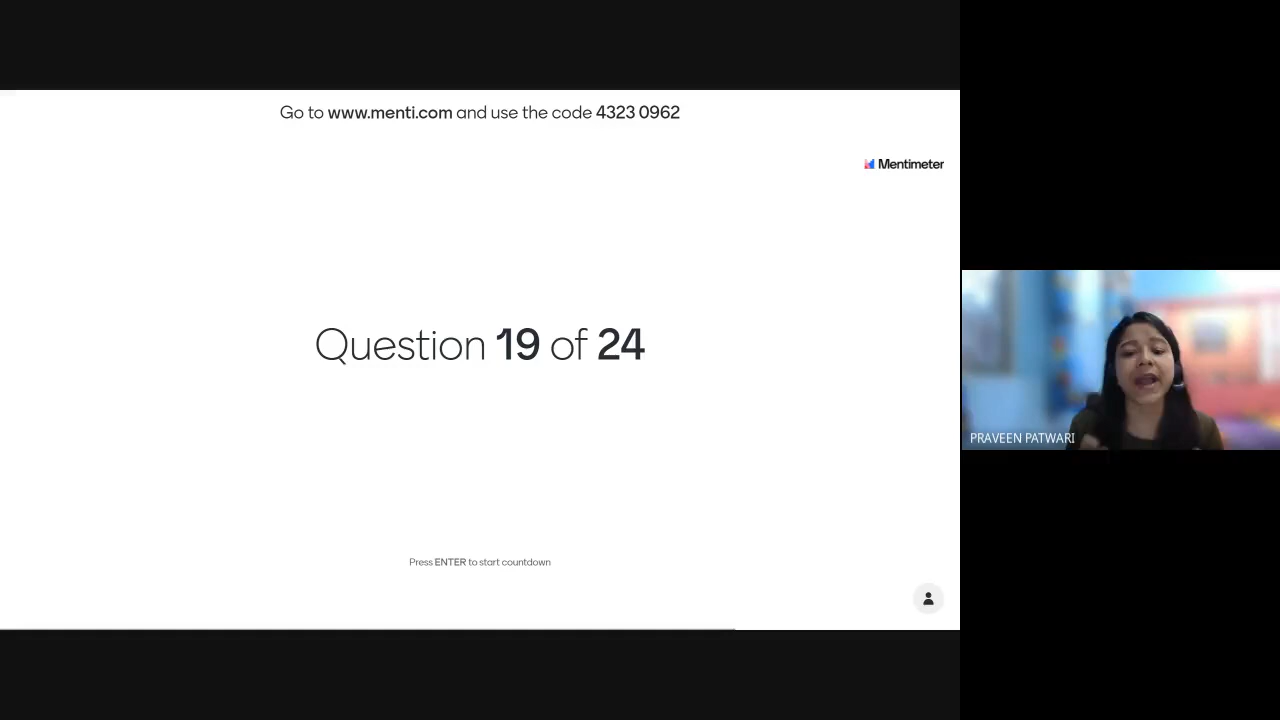 Go to www.menti.com and use the code 4323 0962
Mentimeter
Question 19 of 24
PRAVEEN PATWARI
Press ENTER to start countdown